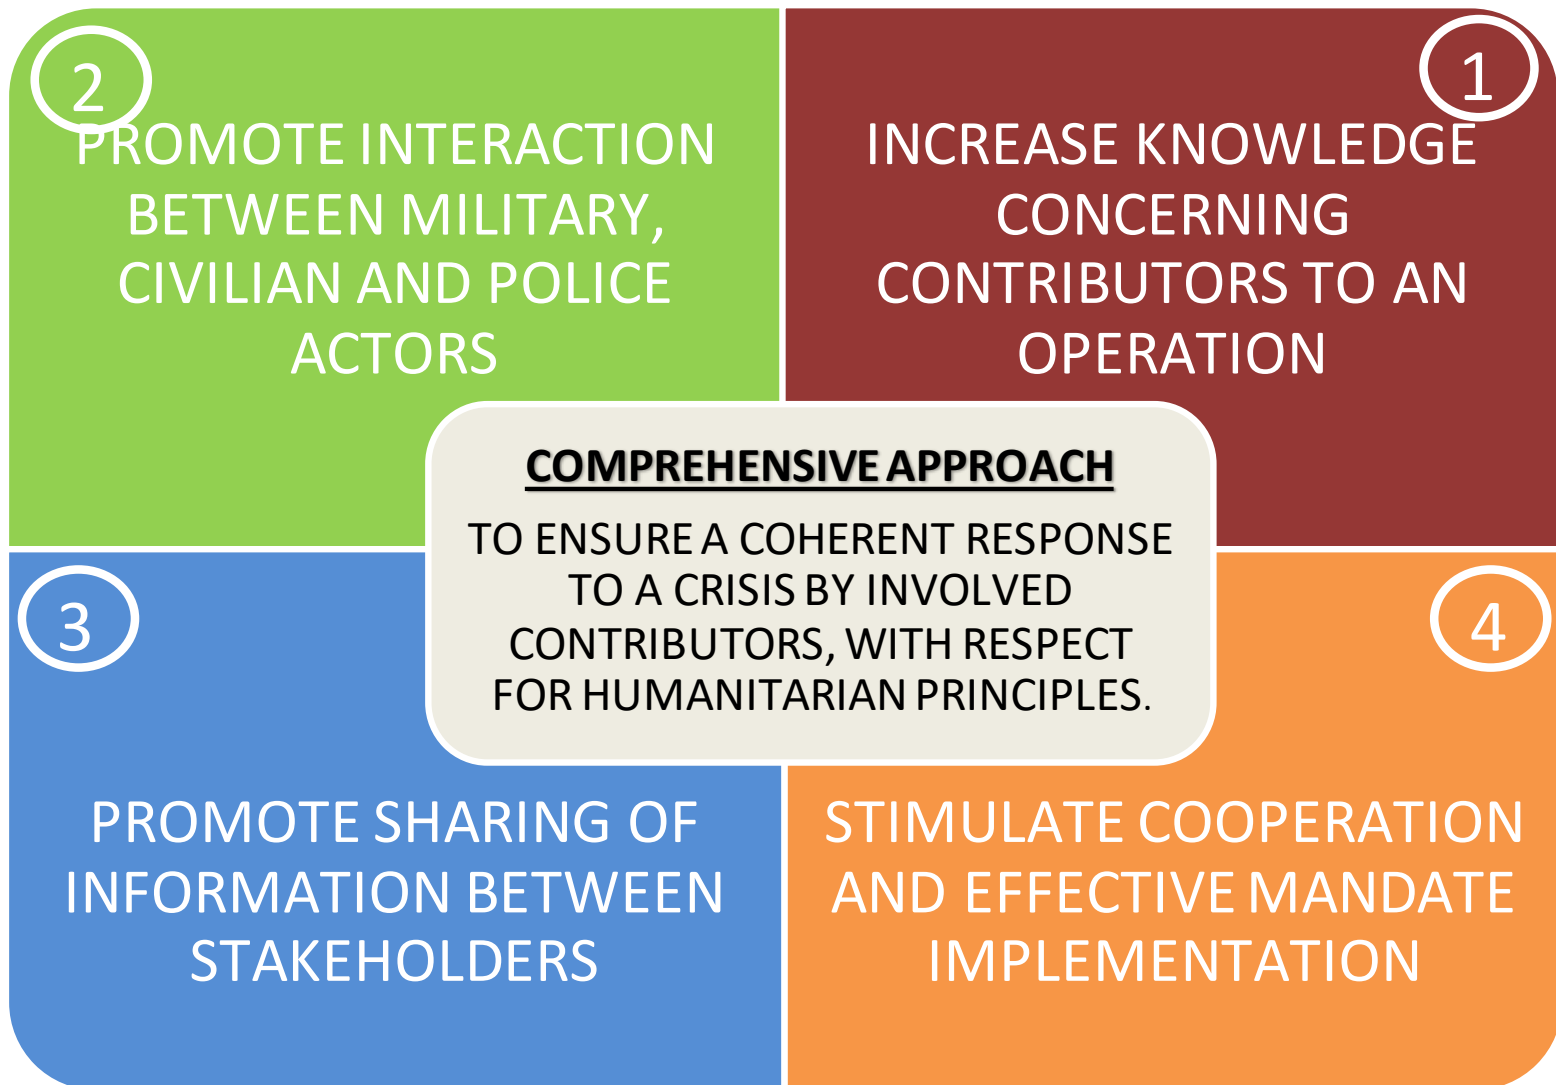 2
PROMOTE INTERACTION
BETWEEN MILITARY,
CIVILIAN AND POLICE
ACTORS
1
INCREASE KNOWLEDGE
CONCERNING
CONTRIBUTORS TO AN
OPERATION
COMPREHENSIVE APPROACH
TO ENSURE A COHERENT RESPONSE
TO A CRISIS BY INVOLVED
CONTRIBUTORS, WITH RESPECT
FOR HUMANITARIAN PRINCIPLES.
3
PROMOTE SHARING OF
INFORMATION BETWEEN
STAKEHOLDERS
4
STIMULATE COOPERATION
AND EFFECTIVE MANDATE
IMPLEMENTATION